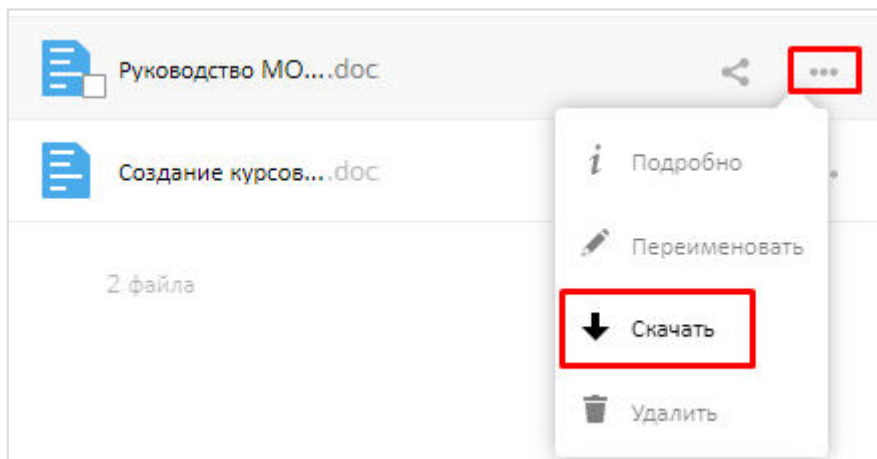 Руководство МО... .doc
Подробно
Создание курсов... .doc
Переименовать
2 файла
Скачать
Удалить